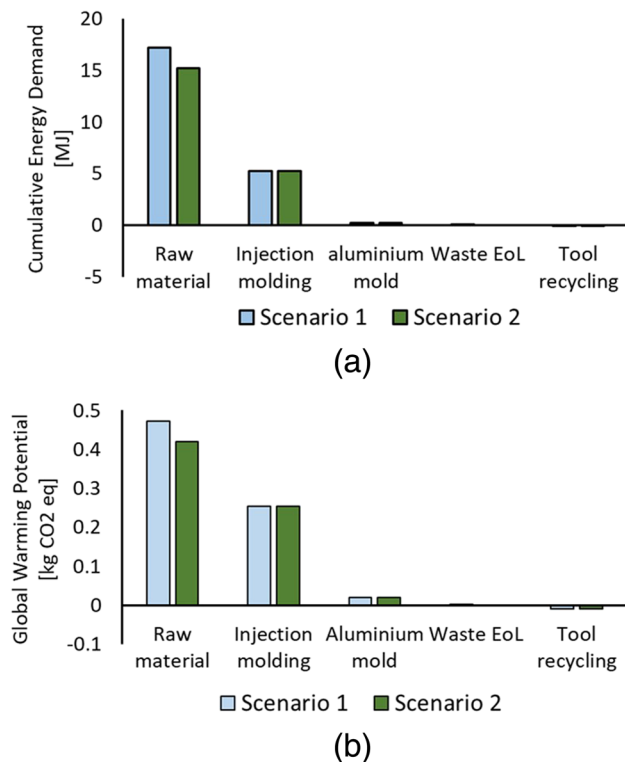 Cumulative Energy Demand
[MJ]
20
15
10
5
0
-5
Raw
material
Injection
molding
aluminium
mold
Waste EoL
Tool
recycling
Scenario 1
Scenario 2
(a)
Global Warming Potential
[kg CO2 eq]
0.5
0.4
0.3
0.2
0.1
0
-0.1
Raw
material
Injection
molding
Aluminium
mold
Waste EoL
Tool
recycling
Scenario 1
Scenario 2
(b)